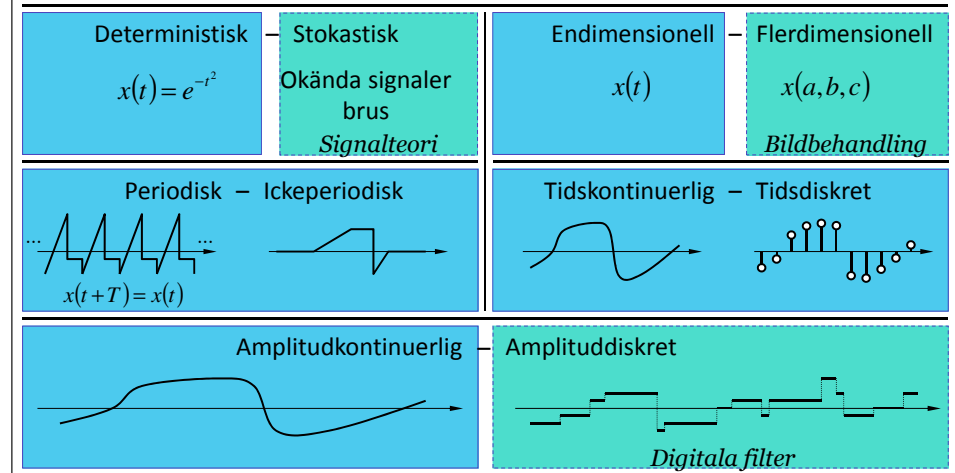 Deterministisk – Stokastisk
x(t) = e^{-t^2}
Okända signaler
brus
Signalteori
Endimensionell – Flerdimensionell
x(t)
x(a,b,c)
Bildbehandling
Periodisk – Ickeperiodisk
... ...
x(t+T) = x(t)
Tidskontinuerlig – Tidsdiskret
Amplitudkontinuerlig – Amplituddiskret
Digitala filter